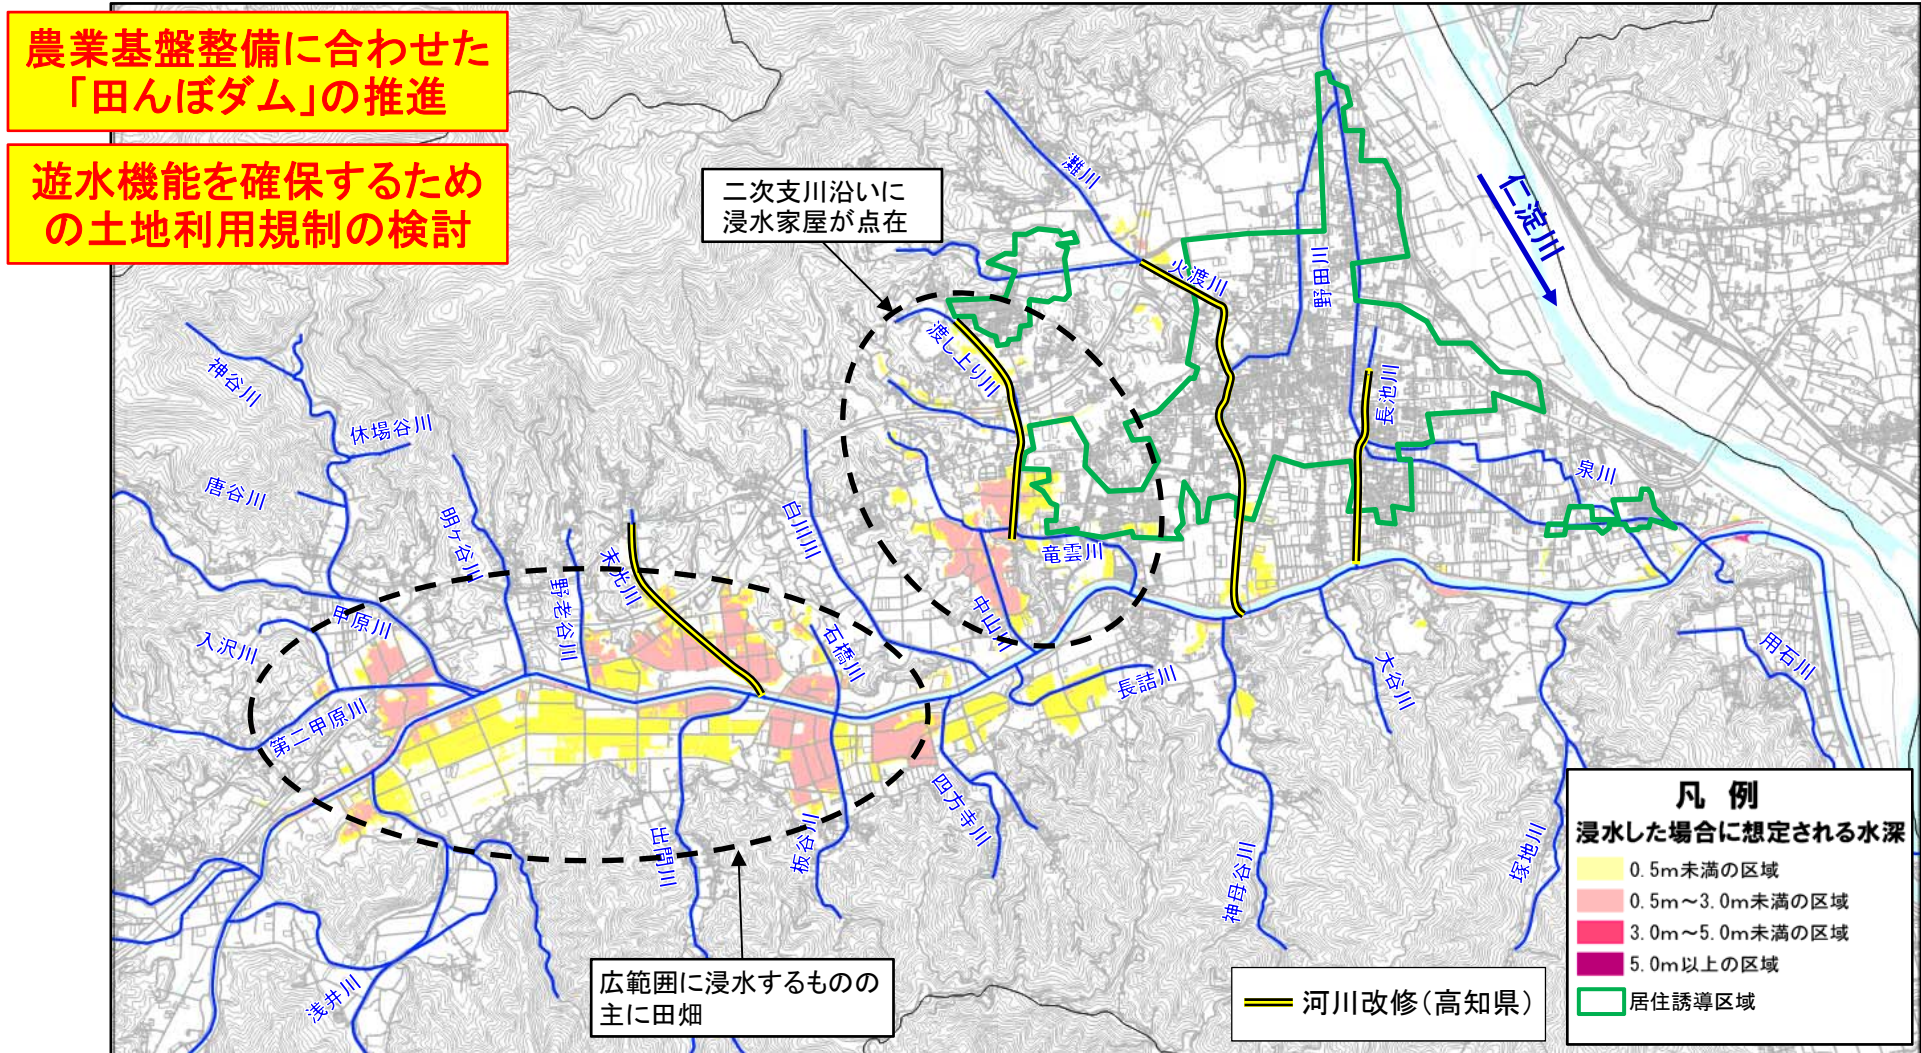 農業基盤整備に合わせた
「田んぼダム」の推進
遊水機能を確保するため
の土地利用規制の検討
二次支川沿いに
浸水家屋が点在
灘川
火渡川
野田川
仁淀川
渡し上り川
長池川
神谷川
休場谷川
唐谷川
明ヶ谷川
白川川
泉川
竜雲川
末光川
野老谷川
甲原川
入沢川
石橋川
中山川
長詰川
大谷川
用石川
第二甲原川
四方寺川
出間川
板谷川
神母谷川
塚地川
浅井川
広範囲に浸水するものの
主に田畑
河川改修(高知県)
凡 例
浸水した場合に想定される水深
0.5m未満の区域
0.5m～3.0m未満の区域
3.0m～5.0m未満の区域
5.0m以上の区域
居住誘導区域